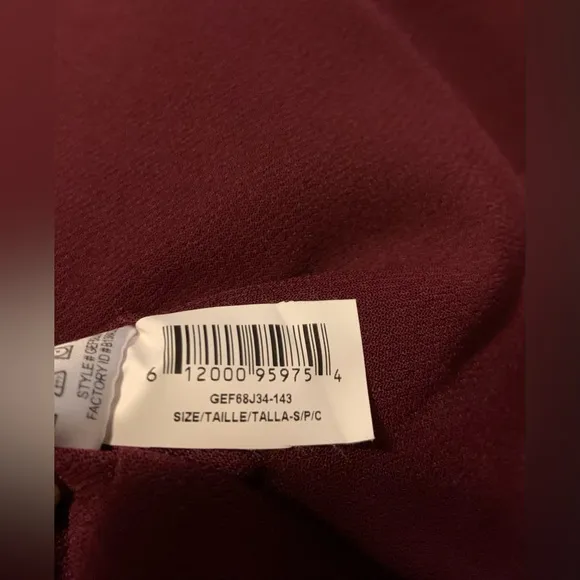 6 12000 95975 4
GEF68J34-143
SIZE/TAILLE/TALLA-S/P/C
STYLE#
FACTORY ID#